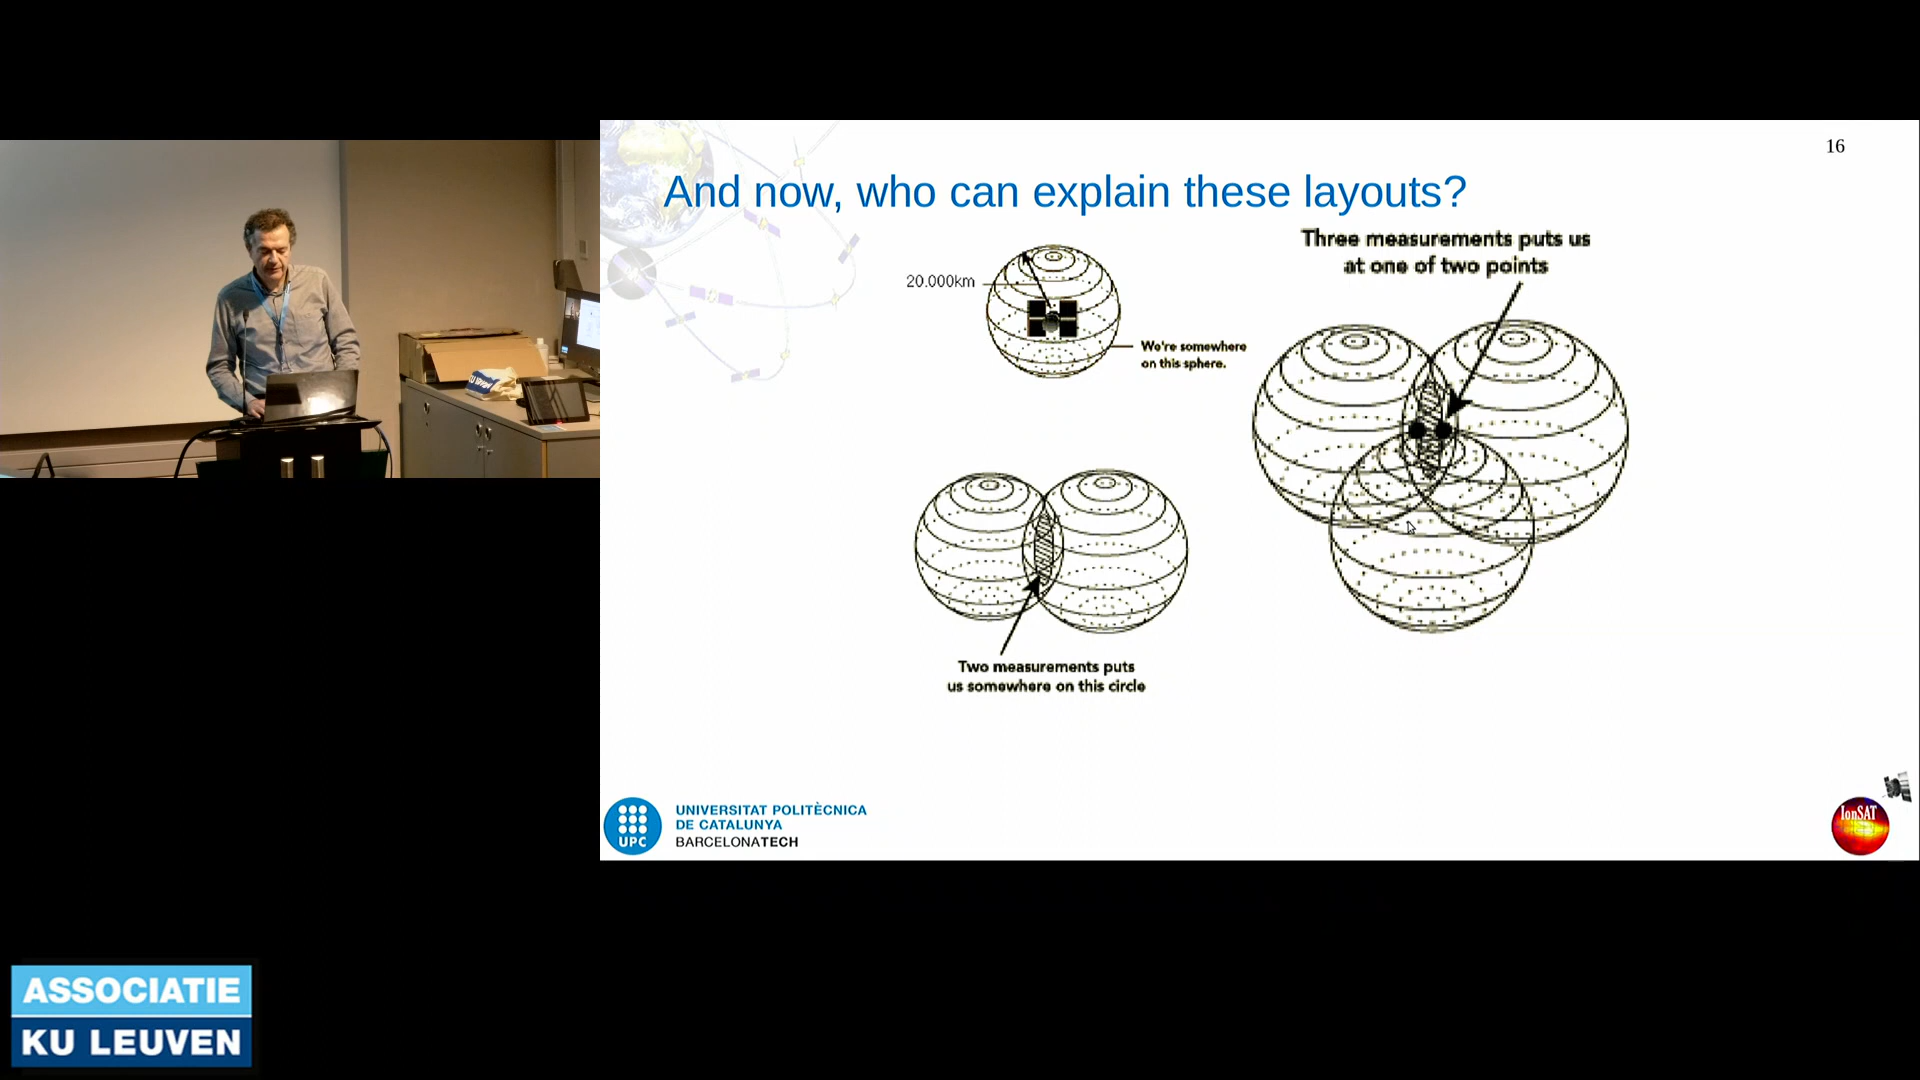 16
And now, who can explain these layouts?
Three measurements puts us
at one of two points
20.000km
We're somewhere
on this sphere.
Two measurements puts
us somewhere on this circle
UPC
UNIVERSITAT POLITÈCNICA
DE CATALUNYA
BARCELONATECH
IonSAT
ASSOCIATIE
KU LEUVEN